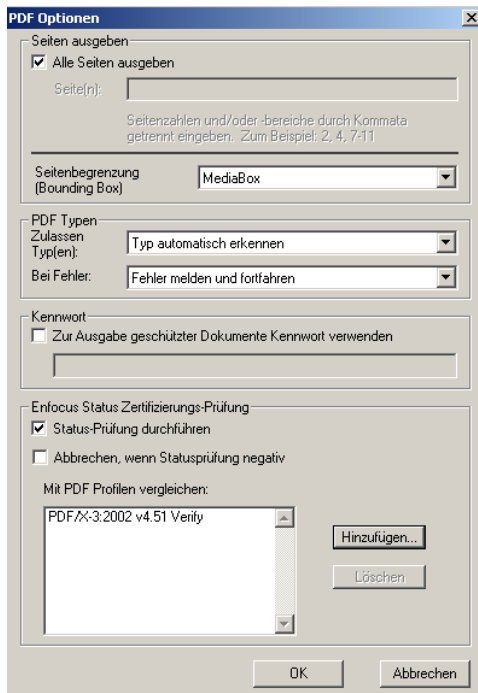 PDF Optionen
Seiten ausgeben
Alle Seiten ausgeben
Seite(n):
Seitenzahlen und/oder -bereiche durch Kommata
getrennt eingeben. Zum Beispiel: 2, 4, 7-11
Seitenbegrenzung
(Bounding Box)
MediaBox
PDF Typen
Zulassen
Typ(en):
Typ automatisch erkennen
Bei Fehler:
Fehler melden und fortfahren
Kennwort
Zur Ausgabe geschützter Dokumente Kennwort verwenden
Enfocus Status Zertifizierungs-Prüfung
Status-Prüfung durchführen
Abbrechen, wenn Statusprüfung negativ
Mit PDF Profilen vergleichen:
PDF/X-3:2002 v4.51 Verify
Hinzufügen...
Löschen
OK
Abbrechen